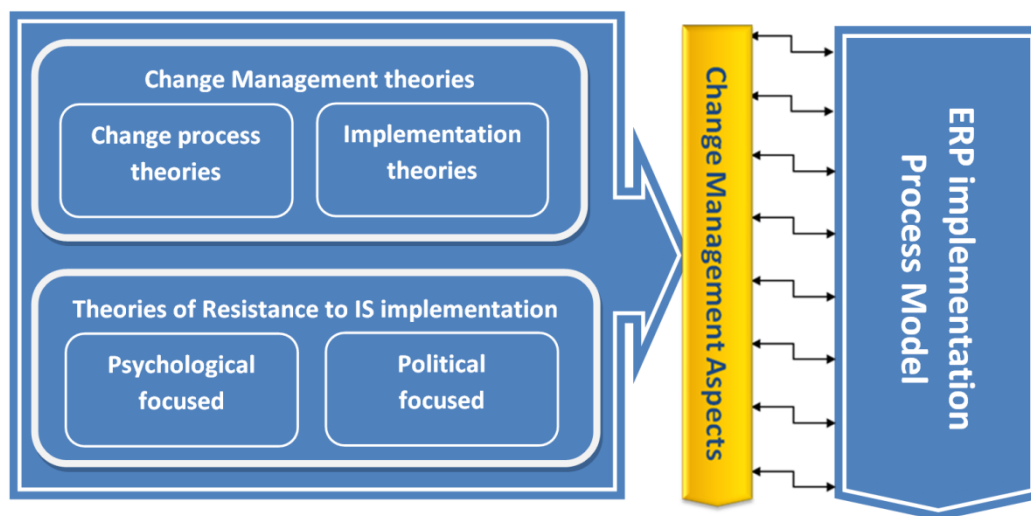 Change Management theories
Change process
theories
Implementation
theories
Theories of Resistance to IS implementation
Psychological
focused
Political
focused
Change Management Aspects
ERP implementation
Process Model